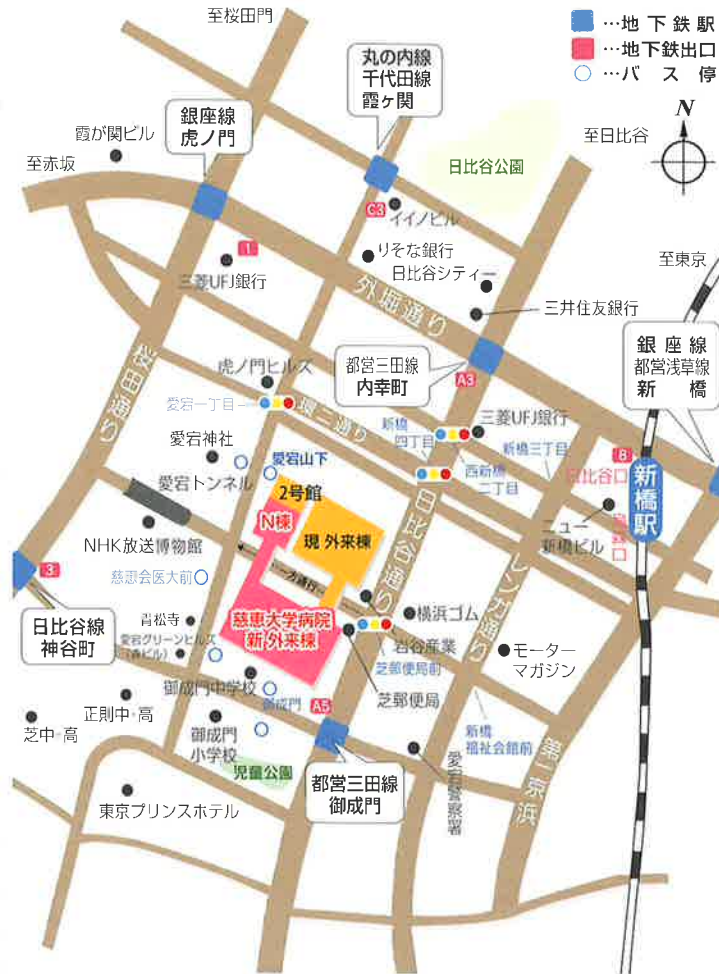 至桜田門
…地下鉄駅
…地下鉄出口
…バス停
丸の内線
千代田線
霞ヶ関
銀座線
虎ノ門
N
霞が関ビル
至日比谷
至赤坂
日比谷公園
C3
イイノビル
1
りそな銀行
三菱UFJ銀行
日比谷シティー
至東京
外堀通り
三井住友銀行
桜田通り
虎ノ門ヒルズ
都営三田線
内幸町
A3
銀座線
都営浅草線
新橋
愛宕一丁目
環二通り
新橋
四丁目
三菱UFJ銀行
愛宕神社
愛宕山下
西新橋
二丁目
新橋三丁目
8
日比谷口
愛宕トンネル
2号館
日比谷通り
新橋駅
N棟
現 外来棟
ニュー
新橋ビル
NHK放送博物館
一方通行
レンガ通り
3
慈恵会医大前
日比谷線
神谷町
青松寺
慈恵大学病院
新 外来棟
横浜ゴム
愛宕グリーンヒルズ
(森ビル)
岩谷産業
モーター
マガジン
芝郵便局前
御成門中学校
芝郵便局
正則中・高
御成門
A5
芝中・高
御成門
小学校
新橋
福祉会館前
児童公園
都営三田線
御成門
愛宕警察署
第一京浜
東京プリンスホテル